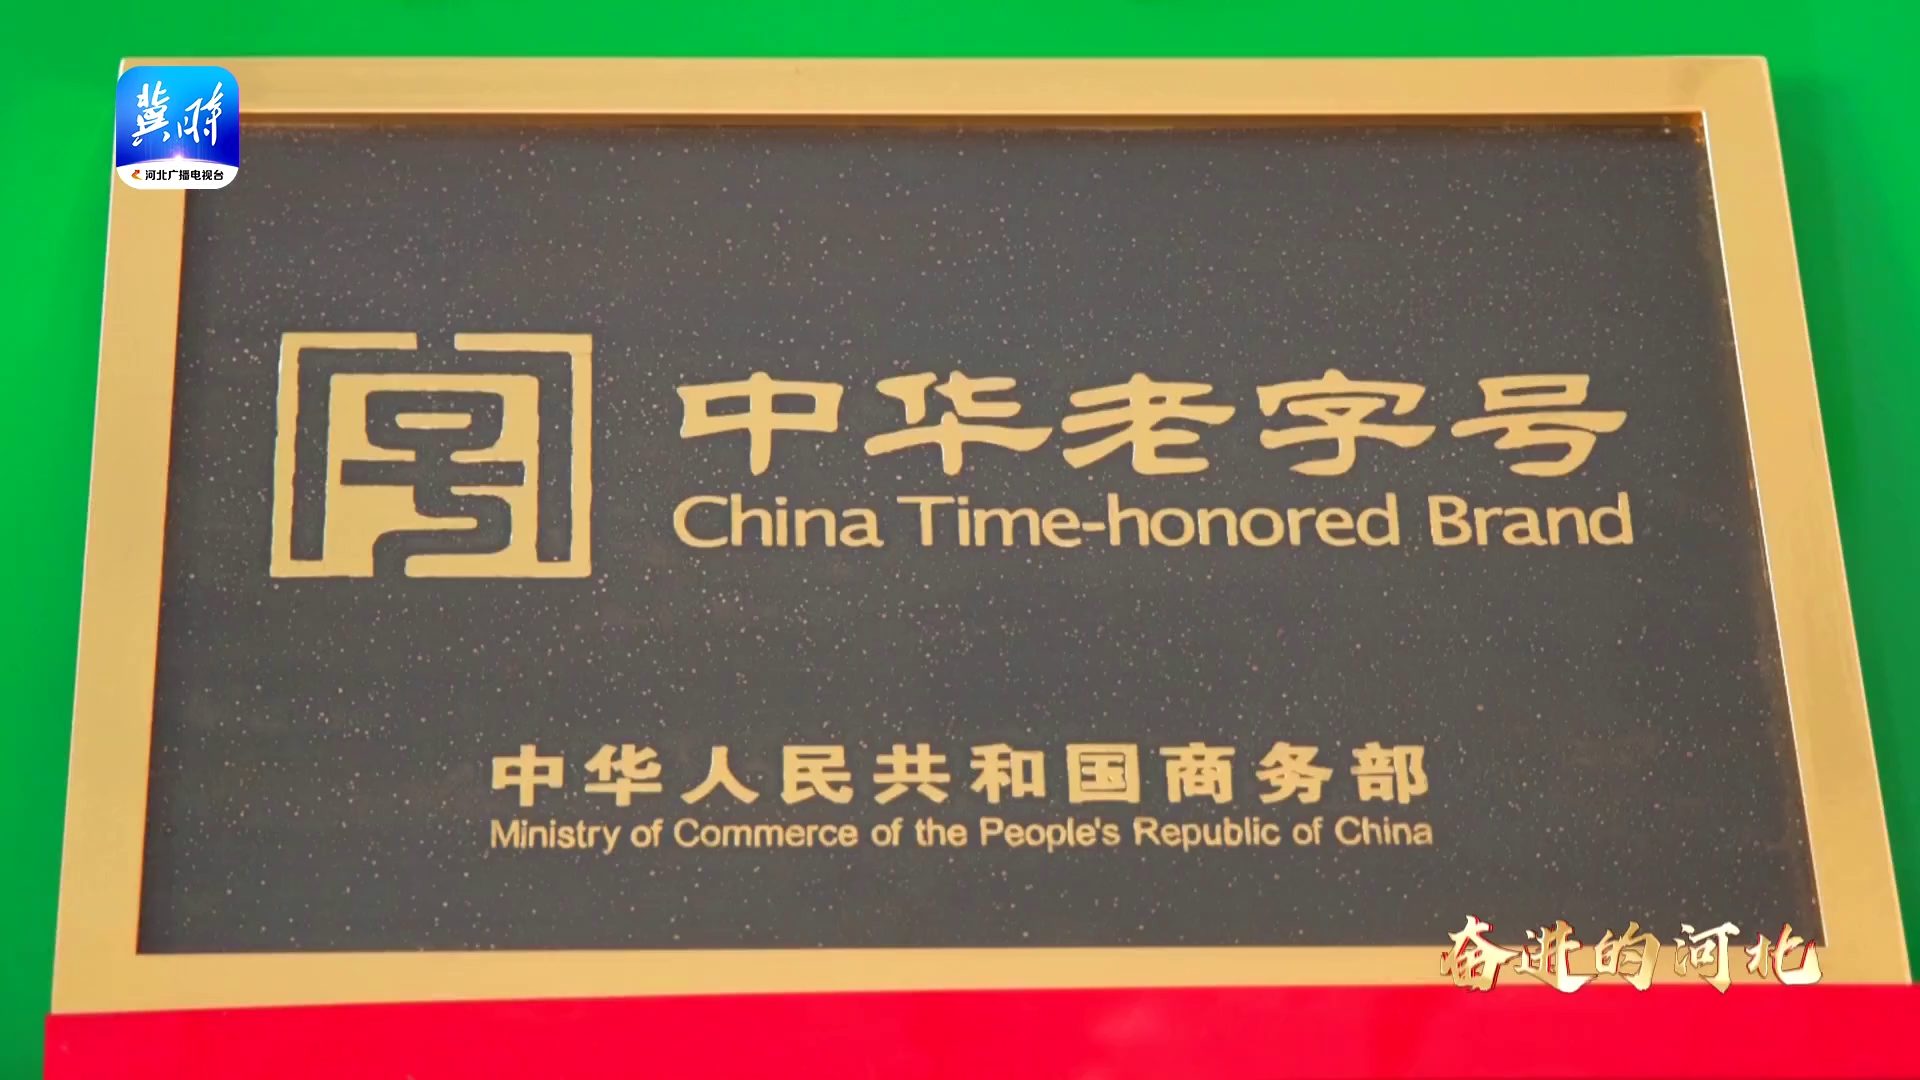 冀时
河北广播电视台
中华老字号
China Time-honored Brand
中华人民共和国商务部
Ministry of Commerce of the People's Republic of China
奋进的河北